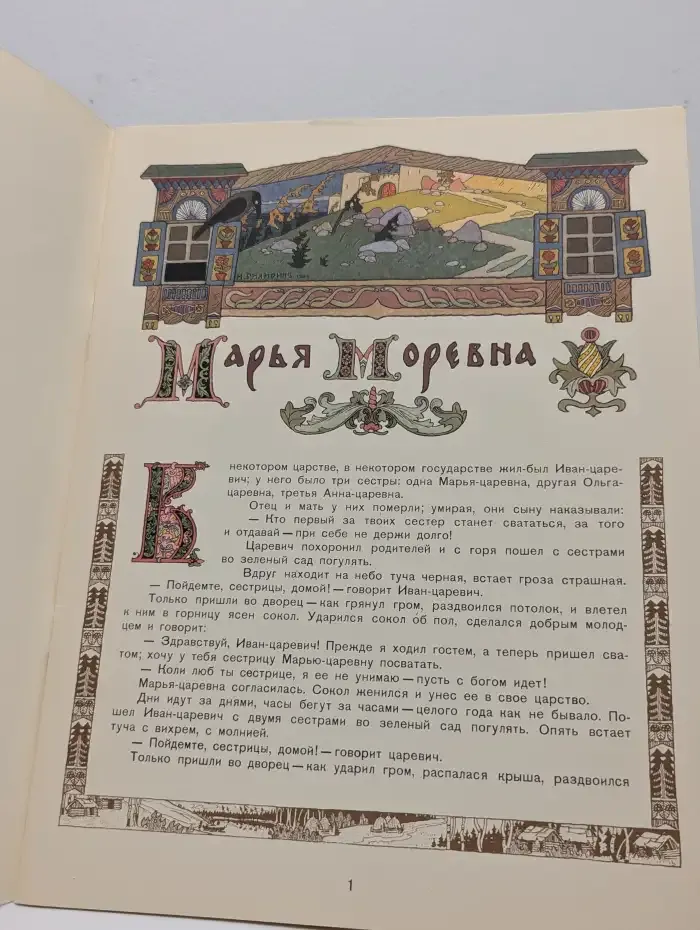 И. БИЛИБИНЪ.
Марья Моревна
В
некотором царстве, в некотором государстве жил-был Иван-царе-
вич; у него было три сестры: одна Марья-царевна, другая Ольга-
царевна, третья Анна-царевна.
Отец и мать у них померли; умирая, они сыну наказывали:
— Кто первый за твоих сестер станет свататься, за того
и отдавай — при себе не держи долго!
Царевич похоронил родителей и с горя пошел с сестрами
во зеленый сад погулять.
Вдруг находит на небо туча черная, встает гроза страшная.
— Пойдемте, сестрицы, домой! — говорит Иван-царевич.
Только пришли во дворец — как грянул гром, раздвоился потолок, и влетел
к ним в горницу ясен сокол. Ударился сокол о́б пол, сделался добрым молод-
цем и говорит:
— Здравствуй, Иван-царевич! Прежде я ходил гостем, а теперь пришел сва-
том; хочу у тебя сестрицу Марью-царевну посватать.
— Коли люб ты сестрице, я ее не унимаю — пусть с богом идет!
Марья-царевна согласилась. Сокол женился и унес ее в свое царство.
Дни идут за днями, часы бегут за часами — целого года как не бывало. По-
шел Иван-царевич с двумя сестрами во зеленый сад погулять. Опять встает
туча с вихрем, с молнией.
— Пойдемте, сестрицы, домой! — говорит царевич.
Только пришли во дворец — как ударил гром, распалася крыша, раздвоился
1